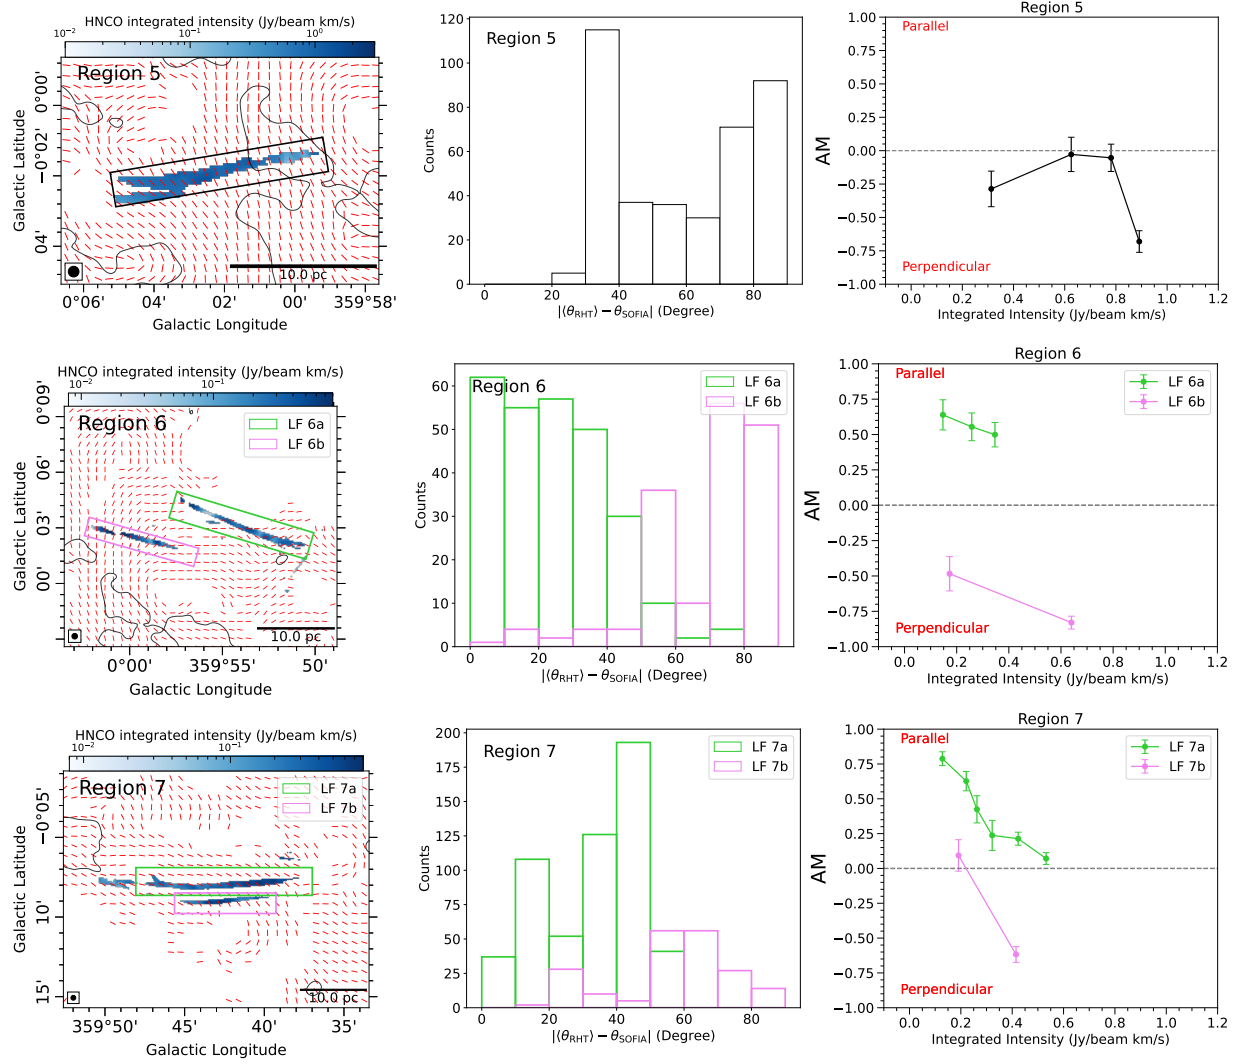 HNCO integrated intensity (Jy/beam km/s)
10⁻² 10⁻¹ 10⁰
Region 5
Galactic Latitude
0°00'
−0°02'
04'
10.0 pc
0°06' 04' 02' 00' 359°58'
Galactic Longitude
Region 5
Counts
120
100
80
60
40
20
0
0 20 40 60 80
|⟨θRHT⟩ − θSOFIA| (Degree)
Region 5
Parallel
Perpendicular
AM
1.00
0.75
0.50
0.25
0.00
−0.25
−0.50
−0.75
−1.00
0.0 0.2 0.4 0.6 0.8 1.0 1.2
Integrated Intensity (Jy/beam km/s)
HNCO integrated intensity (Jy/beam km/s)
10⁻² 10⁻¹
Region 6
LF 6a
LF 6b
Galactic Latitude
0°09'
06'
03'
00'
10.0 pc
0°00' 359°55' 50'
Galactic Longitude
Region 6
LF 6a
LF 6b
Counts
60
50
40
30
20
10
0
0 20 40 60 80
|⟨θRHT⟩ − θSOFIA| (Degree)
Region 6
Parallel
LF 6a
LF 6b
Perpendicular
AM
1.00
0.75
0.50
0.25
0.00
−0.25
−0.50
−0.75
−1.00
0.0 0.2 0.4 0.6 0.8 1.0 1.2
Integrated Intensity (Jy/beam km/s)
HNCO integrated intensity (Jy/beam km/s)
10⁻² 10⁻¹
Region 7
LF 7a
LF 7b
Galactic Latitude
−0°05'
10'
15'
10.0 pc
359°50' 45' 40' 35'
Galactic Longitude
Region 7
LF 7a
LF 7b
Counts
200
175
150
125
100
75
50
25
0
0 20 40 60 80
|⟨θRHT⟩ − θSOFIA| (Degree)
Region 7
Parallel
LF 7a
LF 7b
Perpendicular
AM
1.00
0.75
0.50
0.25
0.00
−0.25
−0.50
−0.75
−1.00
0.0 0.2 0.4 0.6 0.8 1.0 1.2
Integrated Intensity (Jy/beam km/s)